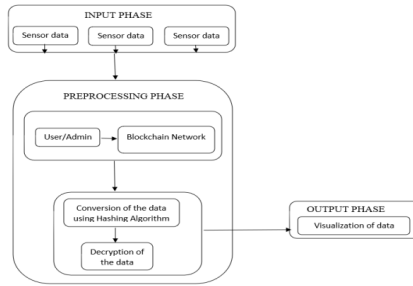 INPUT PHASE
Sensor data Sensor data Sensor data
PREPROCESSING PHASE
User/Admin Blockchain Network
Conversion of the data
using Hashing Algorithm
Decryption of
the data
OUTPUT PHASE
Visualization of data